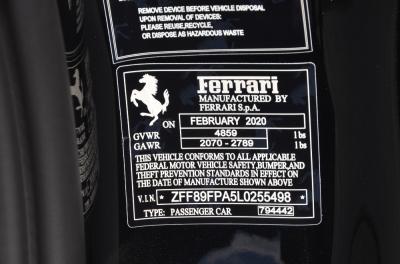 REMOVE DEVICE BEFORE VEHICLE DISPOSAL
UPON REMOVAL OF DEVICES:
PLEASE REUSE,RECYCLE
OR DISPOSE AS HAZARDOUS WASTE
Ferrari
MANUFACTURED BY
FERRARI S.p.A.
ON FEBRUARY 2020
GVWR 4859 lbs
GAWR 2070 - 2789 lbs
THIS VEHICLE CONFORMS TO ALL APPLICABLE
FEDERAL MOTOR VEHICLE SAFETY,BUMPER,AND
THEFT PREVENTION STANDARDS IN EFFECT ON
THE DATE OF MANUFACTURE SHOWN ABOVE
V.I.N. ★ ZFF89FPA5L0255498 ★
TYPE: PASSENGER CAR 794442